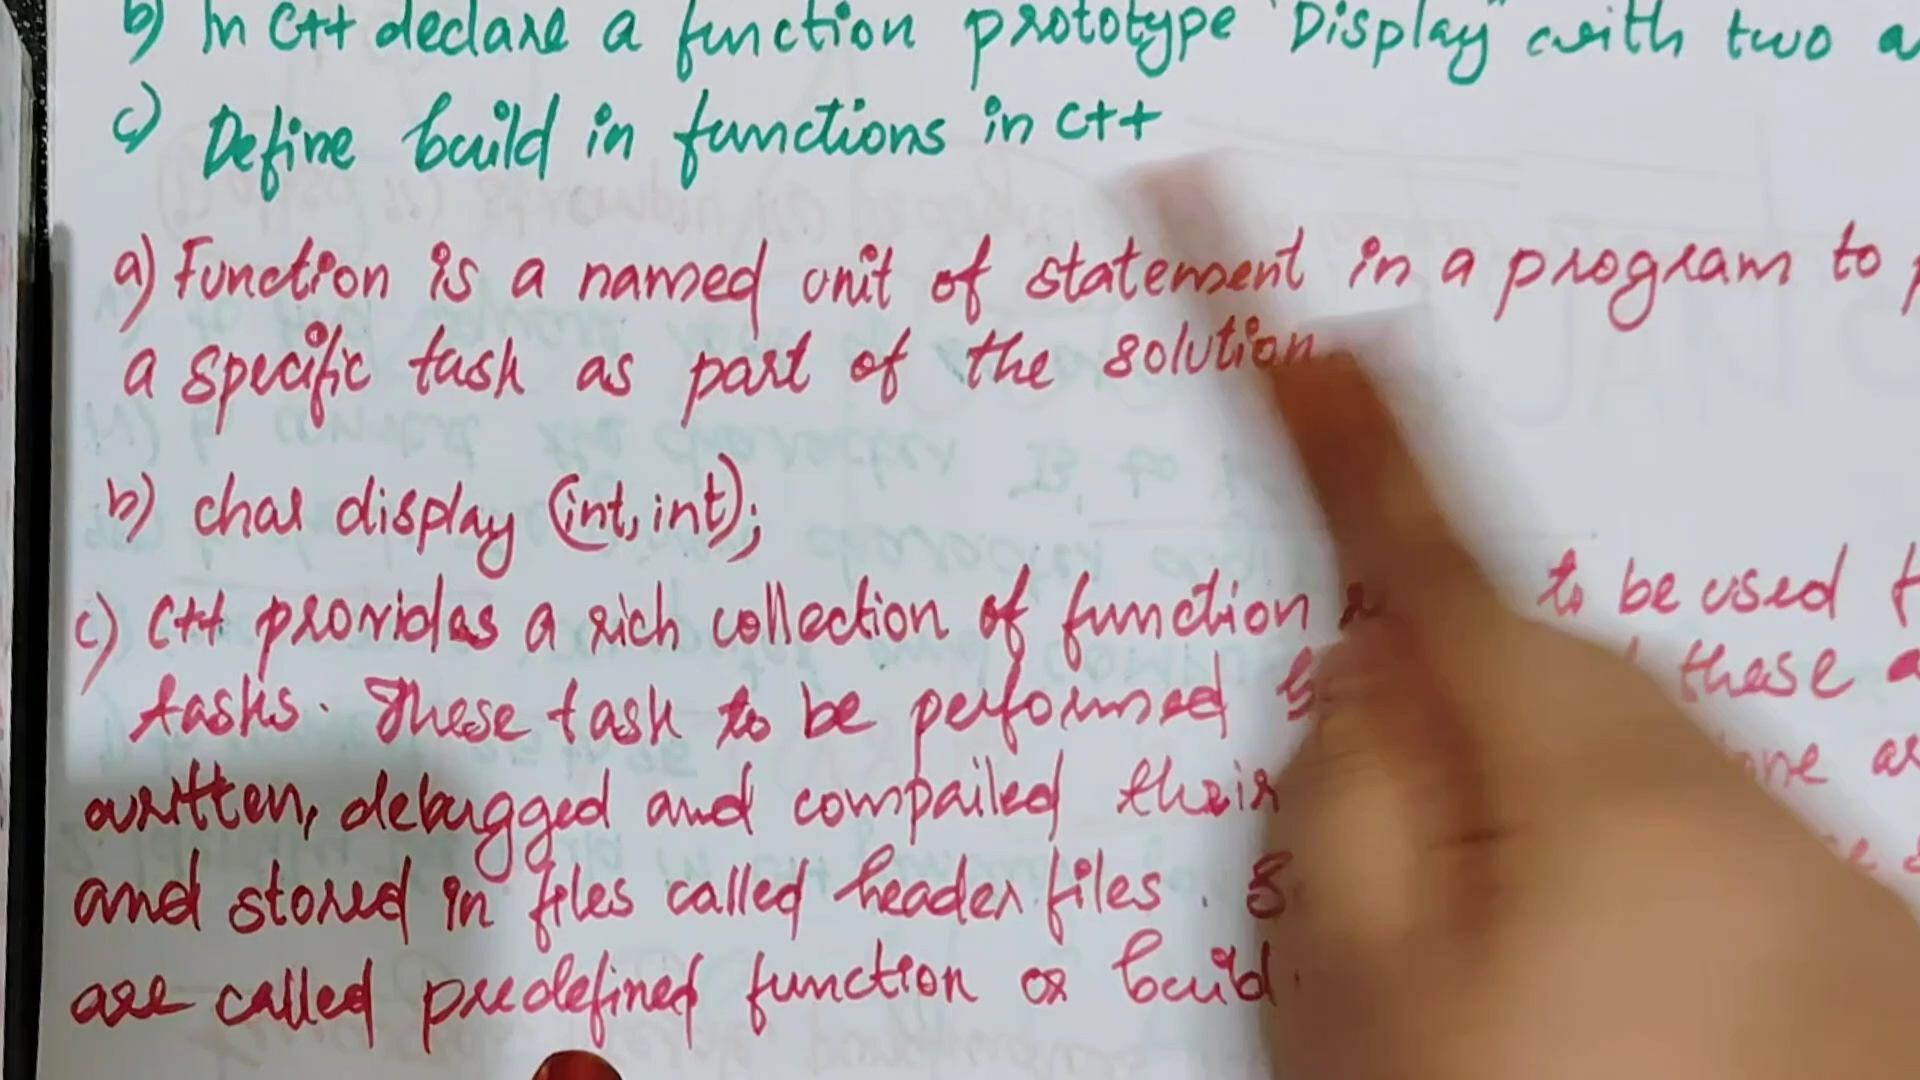 b) In C++ declare a function prototype "Display" with two
c) Define build in functions in C++
a) Function is a named unit of statement in a program to
a specific task as part of the solution
b) char display (int, int);
c) C++ provides a rich collection of function to be used
tasks. These task to be performed these
written, debugged and compailed their
and stored in files called header files.
are called predefined function or build